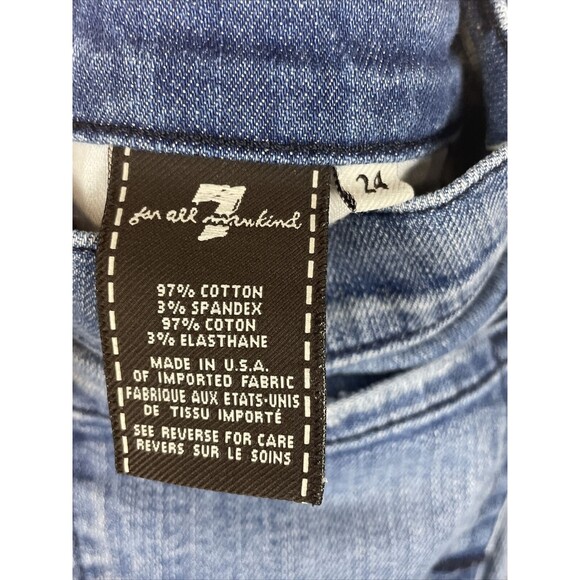 7
for all mankind
24
97% COTTON
3% SPANDEX
97% COTON
3% ELASTHANE
MADE IN U.S.A.
OF IMPORTED FABRIC
FABRIQUE AUX ETATS-UNIS
DE TISSU IMPORTÉ
SEE REVERSE FOR CARE
REVERS SUR LE SOINS